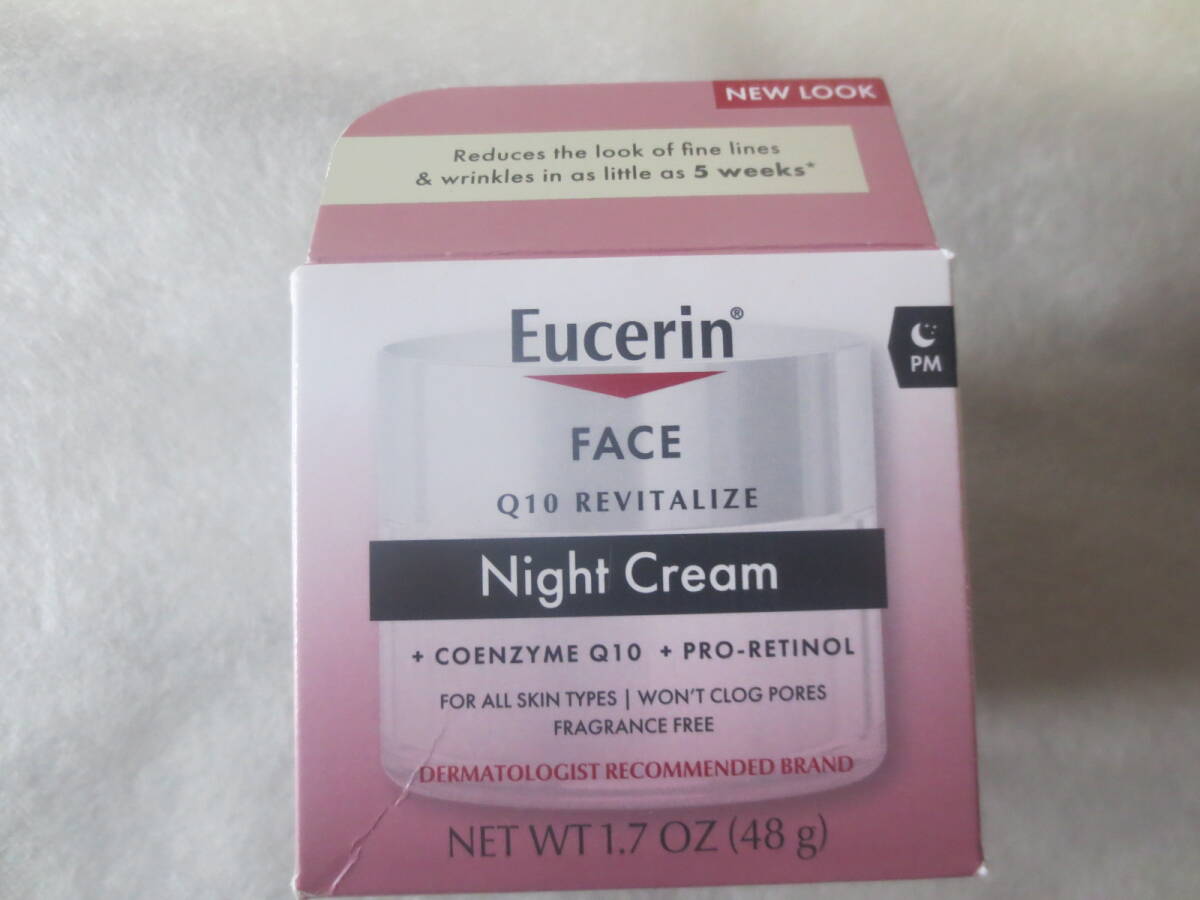 NEW LOOK
Reduces the look of fine lines
& wrinkles in as little as 5 weeks*
Eucerin®
PM
FACE
Q10 REVITALIZE
Night Cream
+ COENZYME Q10 + PRO-RETINOL
FOR ALL SKIN TYPES | WON'T CLOG PORES
FRAGRANCE FREE
DERMATOLOGIST RECOMMENDED BRAND
NET WT 1.7 OZ (48 g)